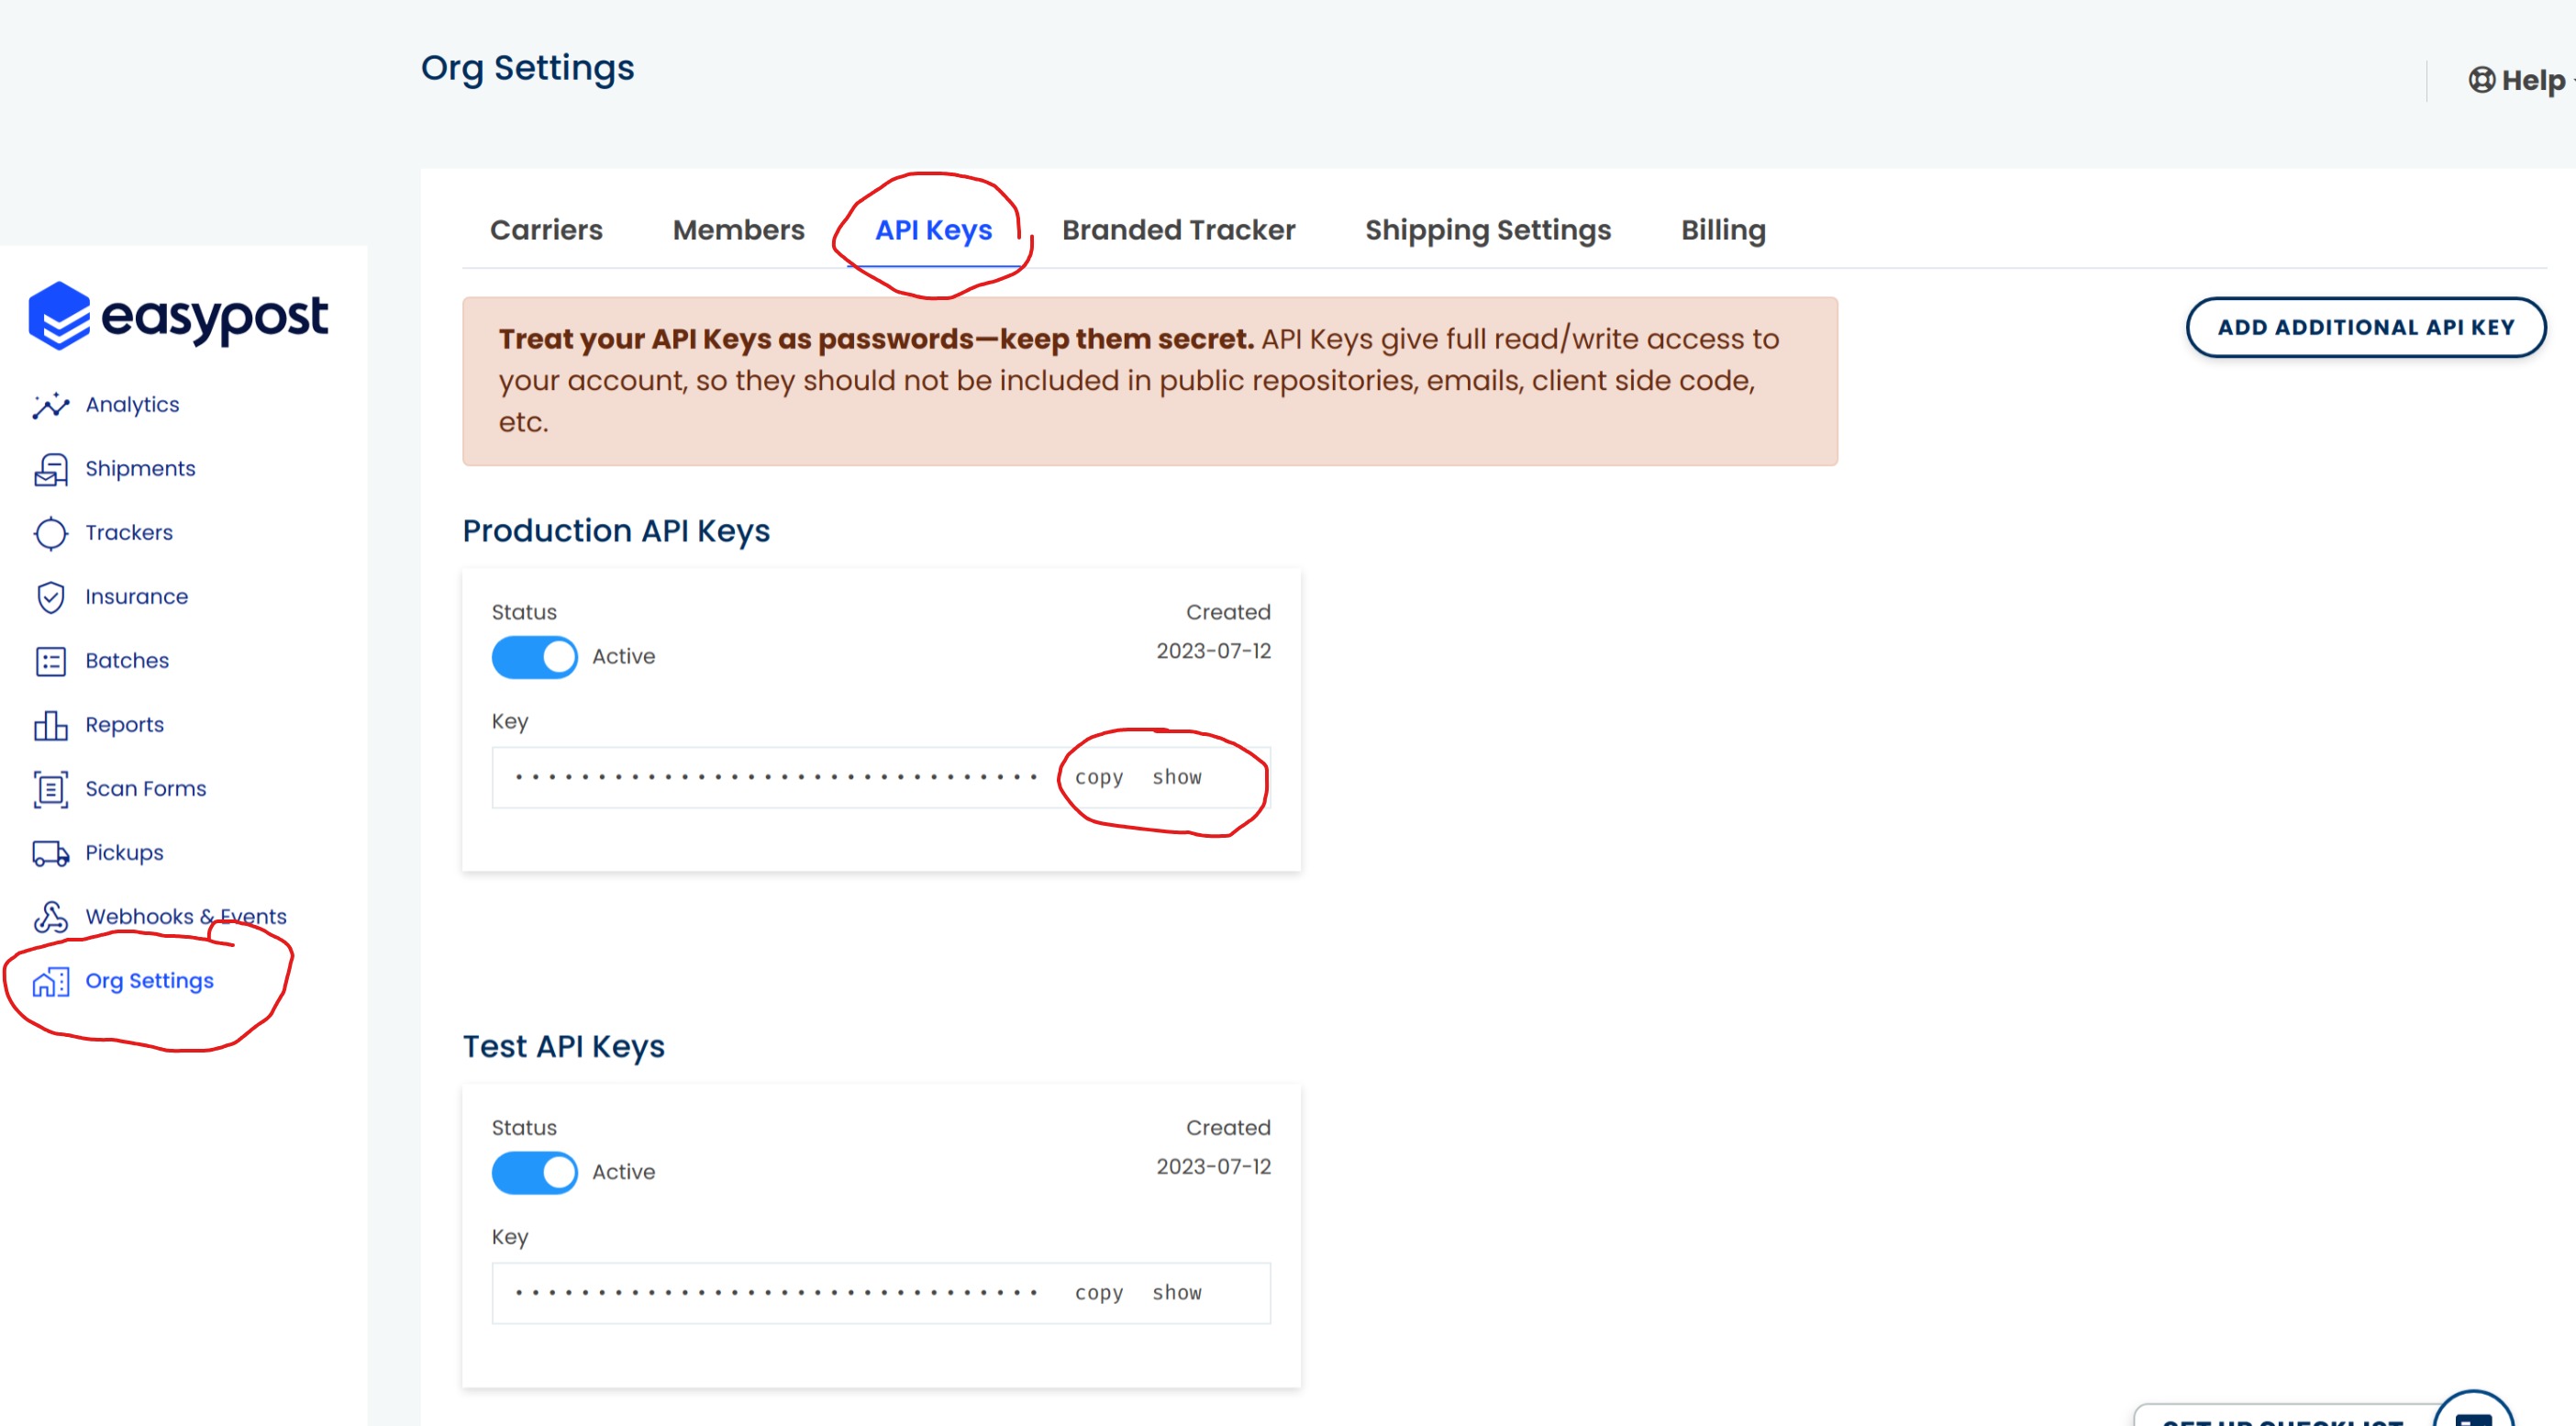 Org Settings
Help
easypost
Analytics
Shipments
Trackers
Insurance
Batches
Reports
Scan Forms
Pickups
Webhooks & Events
Org Settings
Carriers Members API Keys Branded Tracker Shipping Settings Billing
Treat your API Keys as passwords—keep them secret. API Keys give full read/write access to
your account, so they should not be included in public repositories, emails, client side code,
etc.
ADD ADDITIONAL API KEY
Production API Keys
Status Created
Active 2023-07-12
Key
copy show
Test API Keys
Status Created
Active 2023-07-12
Key
copy show
SET UP CHECKLIST